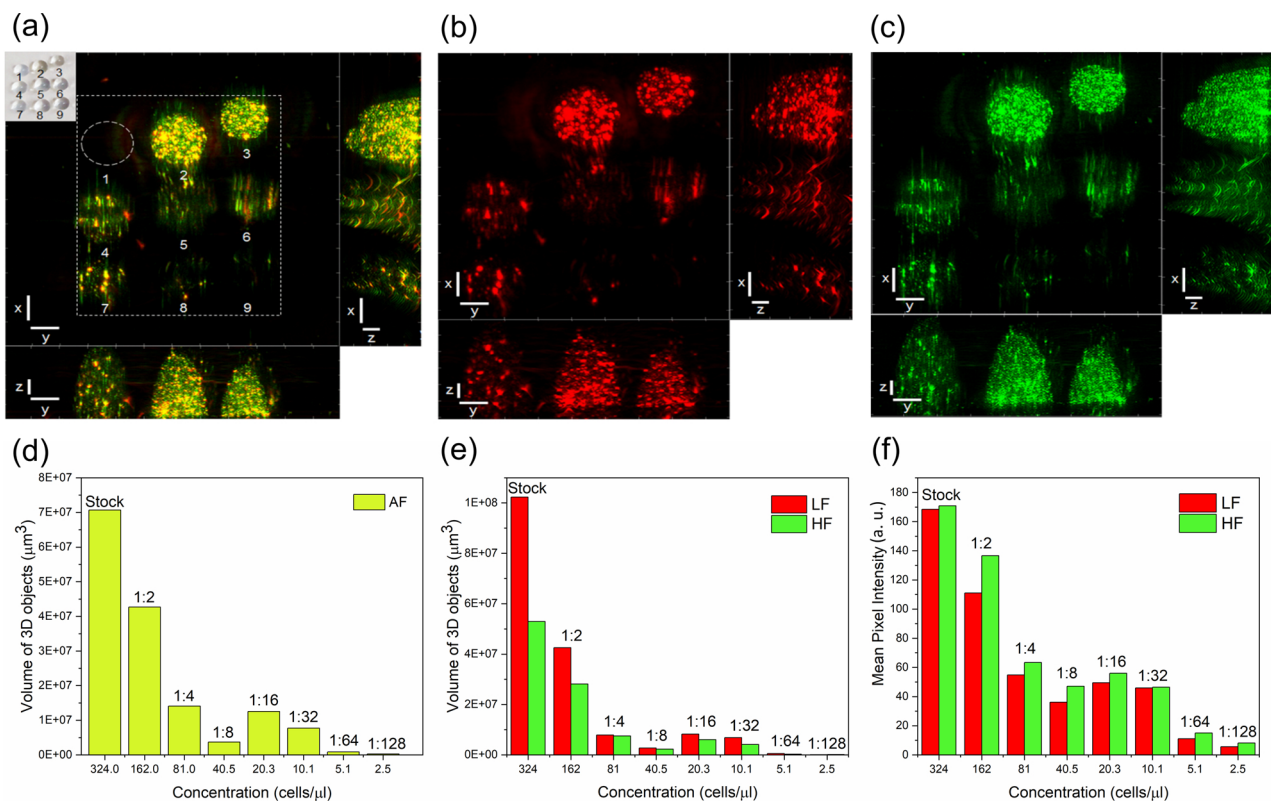 (a)
(b)
(c)
1 2 3
4 5 6
7 8 9
1
2
3
4
5
6
7
8
9
x
y
x
z
z
y
x
y
x
z
z
y
x
y
x
z
z
y
(d)
(e)
(f)
8E+07
7E+07
6E+07
5E+07
4E+07
3E+07
2E+07
1E+07
0E+00
Volume of 3D objects (μm³)
Stock
1:2
1:4
1:8
1:16
1:32
1:64
1:128
AF
324.0 162.0 81.0 40.5 20.3 10.1 5.1 2.5
Concentration (cells/μl)
1E+08
8E+07
6E+07
4E+07
2E+07
0E+00
Volume of 3D objects (μm³)
Stock
1:2
1:4
1:8
1:16
1:32
1:64
1:128
LF
HF
324 162 81 40.5 20.3 10.1 5.1 2.5
Concentration (cells/μl)
180
160
140
120
100
80
60
40
20
0
Mean Pixel Intensity (a. u.)
Stock
1:2
1:4
1:8
1:16
1:32
1:64
1:128
LF
HF
324 162 81 40.5 20.3 10.1 5.1 2.5
Concentration (cells/μl)